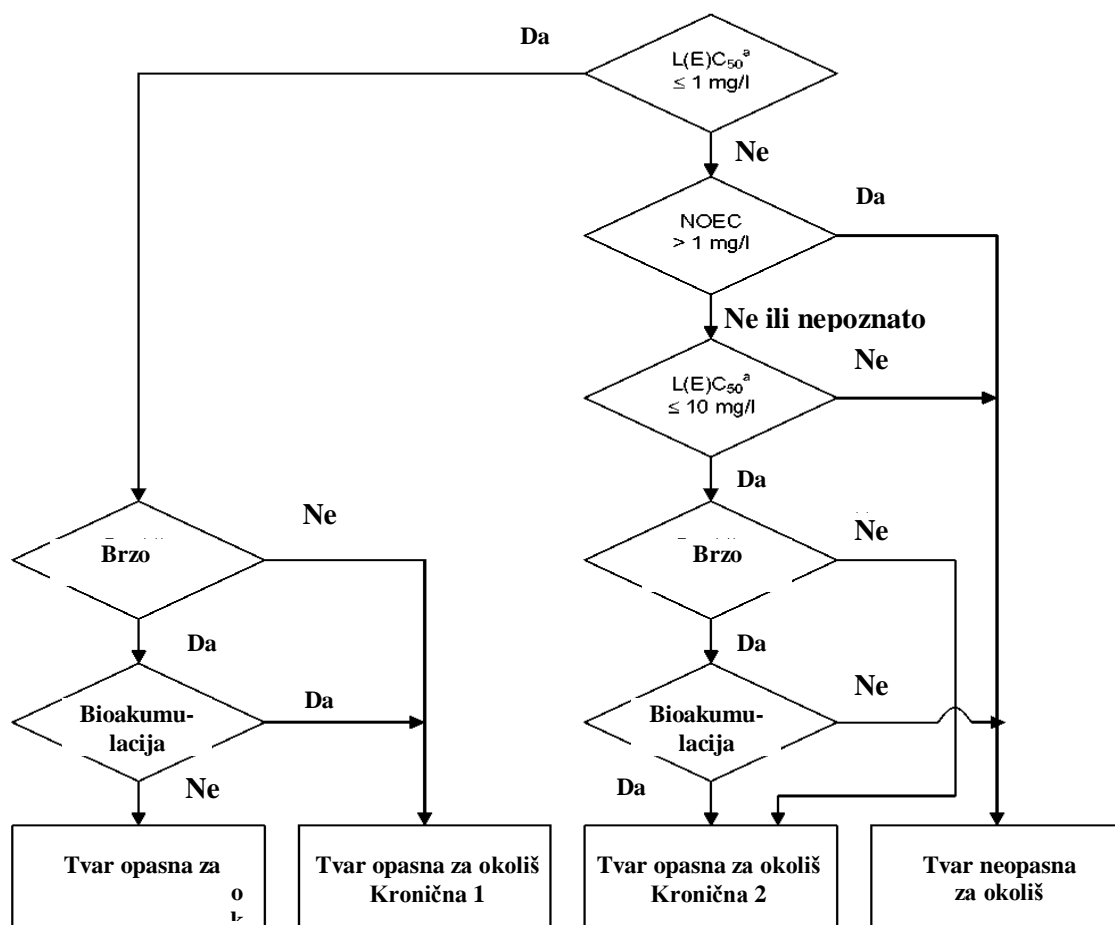 Da
L(E)C₅₀ᵃ
≤ 1 mg/l
Ne
NOEC
> 1 mg/l
Da
Ne ili nepoznato
L(E)C₅₀ᵃ
≤ 10 mg/l
Ne
Da
Brzo
Ne
Brzo
Ne
Da
Da
Bioakumu-
lacija
Da
Bioakumu-
lacija
Ne
Ne
Da
Tvar opasna za
o
Tvar opasna za okoliš
Kronična 1
Tvar opasna za okoliš
Kronična 2
Tvar neopasna
za okoliš